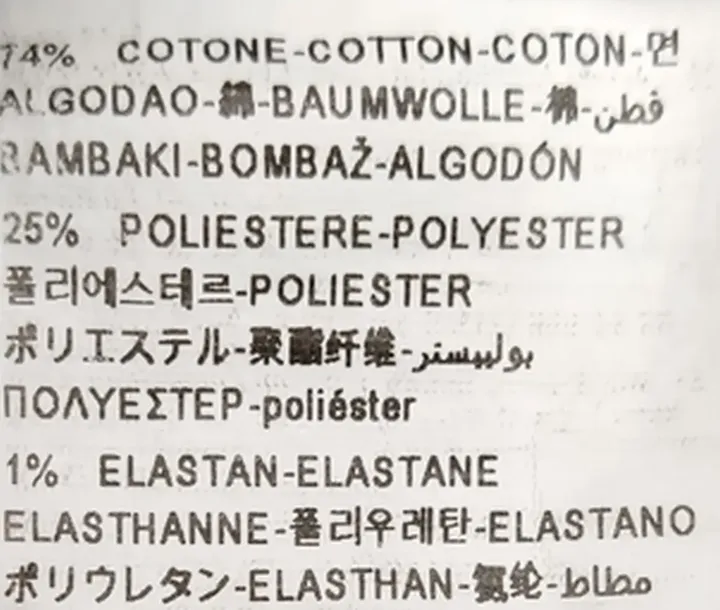 74% COTONE-COTTON-COTON-면
ALGODAO-綿-BAUMWOLLE-棉-قطن
BAMBAKI-BOMBAŽ-ALGODÓN
25% POLIESTERE-POLYESTER
폴리에스테르-POLIESTER
ポリエステル-聚酯纤维-بوليستر
ΠΟΛΥΕΣΤΕΡ-poliéster
1% ELASTAN-ELASTANE
ELASTHANNE-폴리우레탄-ELASTANO
ポリウレタン-ELASTHAN-氨纶-مطاط